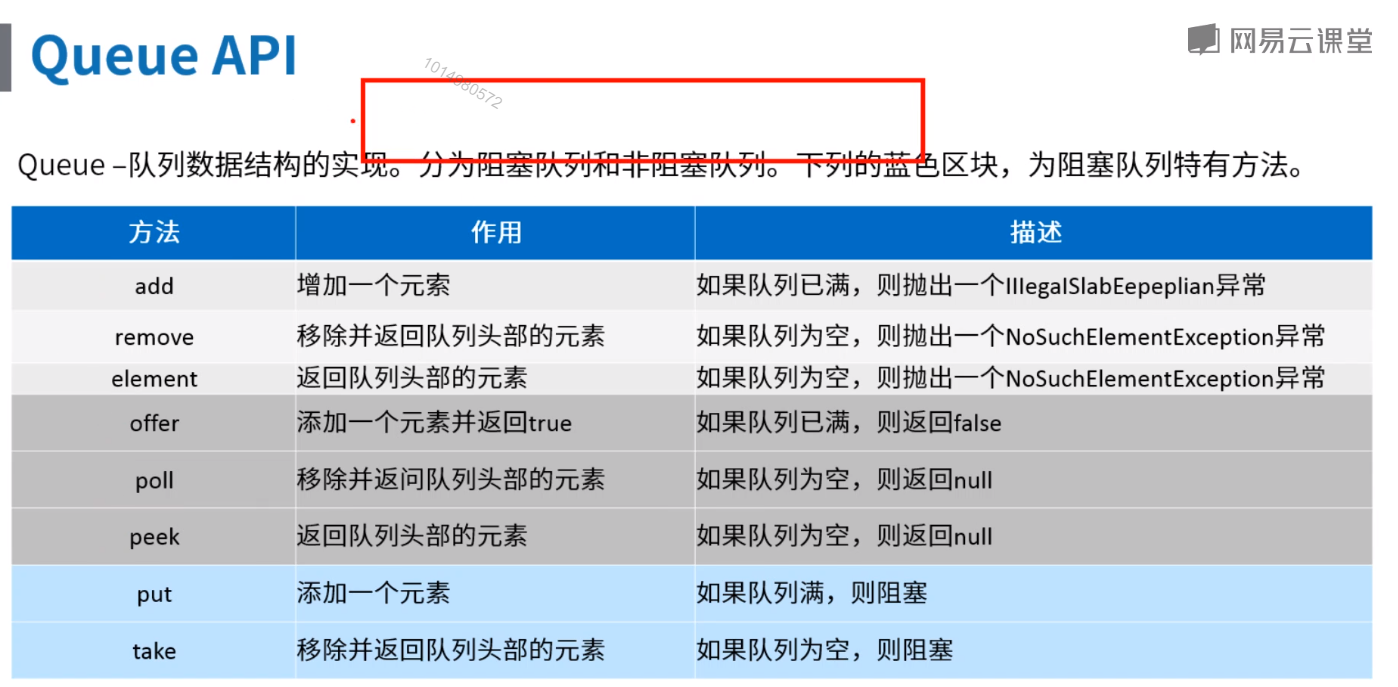 Queue API
网易云课堂
1014980572
Queue –队列数据结构的实现。分为阻塞队列和非阻塞队列。下列的蓝色区块，为阻塞队列特有方法。
方法 作用 描述
add 增加一个元索 如果队列已满，则抛出一个IllegalSlabEepeplian异常
remove 移除并返回队列头部的元素 如果队列为空，则抛出一个NoSuchElementException异常
element 返回队列头部的元素 如果队列为空，则抛出一个NoSuchElementException异常
offer 添加一个元素并返回true 如果队列已满，则返回false
poll 移除并返问队列头部的元素 如果队列为空，则返回null
peek 返回队列头部的元素 如果队列为空，则返回null
put 添加一个元素 如果队列满，则阻塞
take 移除并返回队列头部的元素 如果队列为空，则阻塞